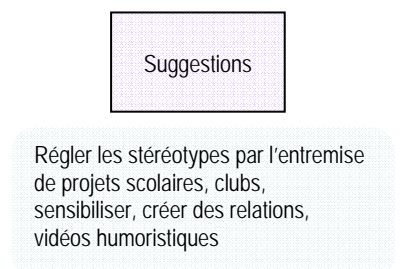 Suggestions
Régler les stéréotypes par l'entremise
de projets scolaires, clubs,
sensibiliser, créer des relations,
vidéos humoristiques